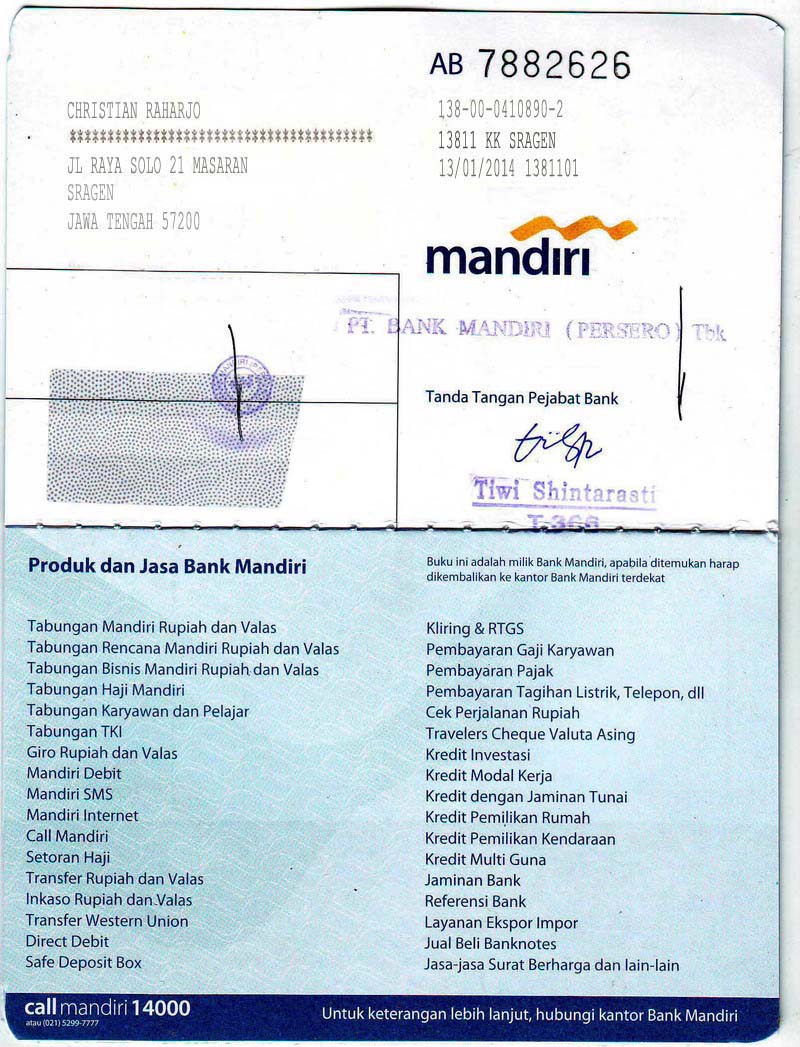 AB 7882626
CHRISTIAN RAHARJO
***************************************
JL RAYA SOLO 21 MASARAN
SRAGEN
JAWA TENGAH 57200
138-00-0410890-2
13811 KK SRAGEN
13/01/2014 1381101
mandırı
PT. BANK MANDIRI (PERSERO) Tbk
Tanda Tangan Pejabat Bank
Tiwi Shintarasti
T.366
Produk dan Jasa Bank Mandiri
Tabungan Mandiri Rupiah dan Valas
Tabungan Rencana Mandiri Rupiah dan Valas
Tabungan Bisnis Mandiri Rupiah dan Valas
Tabungan Haji Mandiri
Tabungan Karyawan dan Pelajar
Tabungan TKI
Giro Rupiah dan Valas
Mandiri Debit
Mandiri SMS
Mandiri Internet
Call Mandiri
Setoran Haji
Transfer Rupiah dan Valas
Inkaso Rupiah dan Valas
Transfer Western Union
Direct Debit
Safe Deposit Box
Buku ini adalah milik Bank Mandiri, apabila ditemukan harap
dikembalikan ke kantor Bank Mandiri terdekat
Kliring & RTGS
Pembayaran Gaji Karyawan
Pembayaran Pajak
Pembayaran Tagihan Listrik, Telepon, dll
Cek Perjalanan Rupiah
Travelers Cheque Valuta Asing
Kredit Investasi
Kredit Modal Kerja
Kredit dengan Jaminan Tunai
Kredit Pemilikan Rumah
Kredit Pemilikan Kendaraan
Kredit Multi Guna
Jaminan Bank
Referensi Bank
Layanan Ekspor Impor
Jual Beli Banknotes
Jasa-jasa Surat Berharga dan lain-lain
call mandiri 14000
atau (021) 5299-7777
Untuk keterangan lebih lanjut, hubungi kantor Bank Mandiri